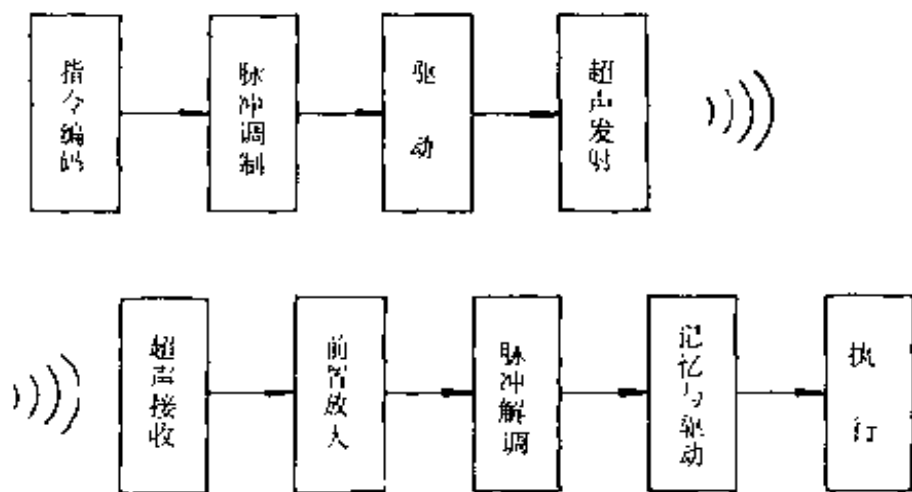 指令编码
脉冲调制
驱动
超声发射
超声接收
前置放大
脉冲解调
记忆与驱动
执行